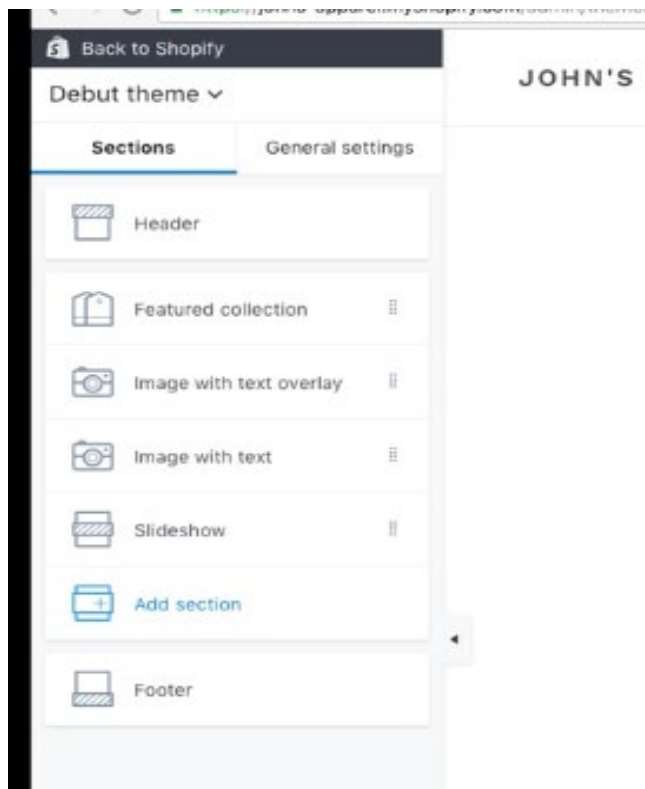 Back to Shopify
Debut theme
JOHN'S
Sections
General settings
Header
Featured collection
Image with text overlay
Image with text
Slideshow
Add section
Footer